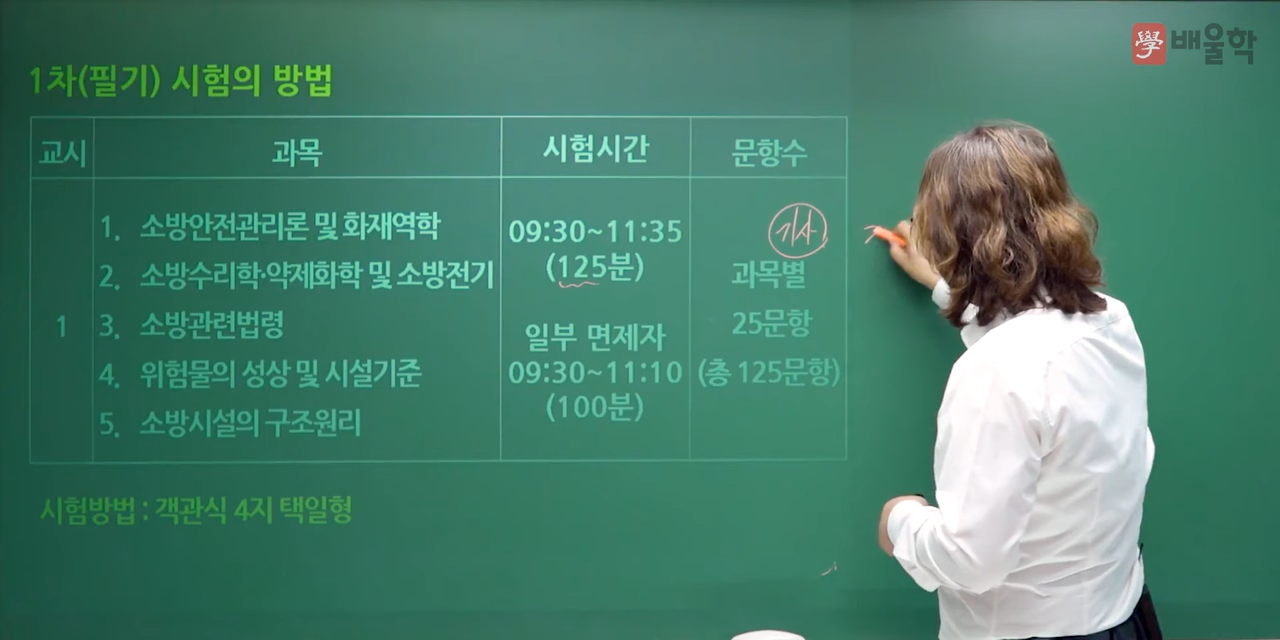 學 배울학
1차(필기) 시험의 방법
교시 과목 시험시간 문항수
1
1. 소방안전관리론 및 화재역학
2. 소방수리학·약제화학 및 소방전기
3. 소방관련법령
4. 위험물의 성상 및 시설기준
5. 소방시설의 구조원리
09:30~11:35
(125분)
일부 면제자
09:30~11:10
(100분)
기사
과목별
25문항
(총 125문항)
시험방법 : 객관식 4지 택일형